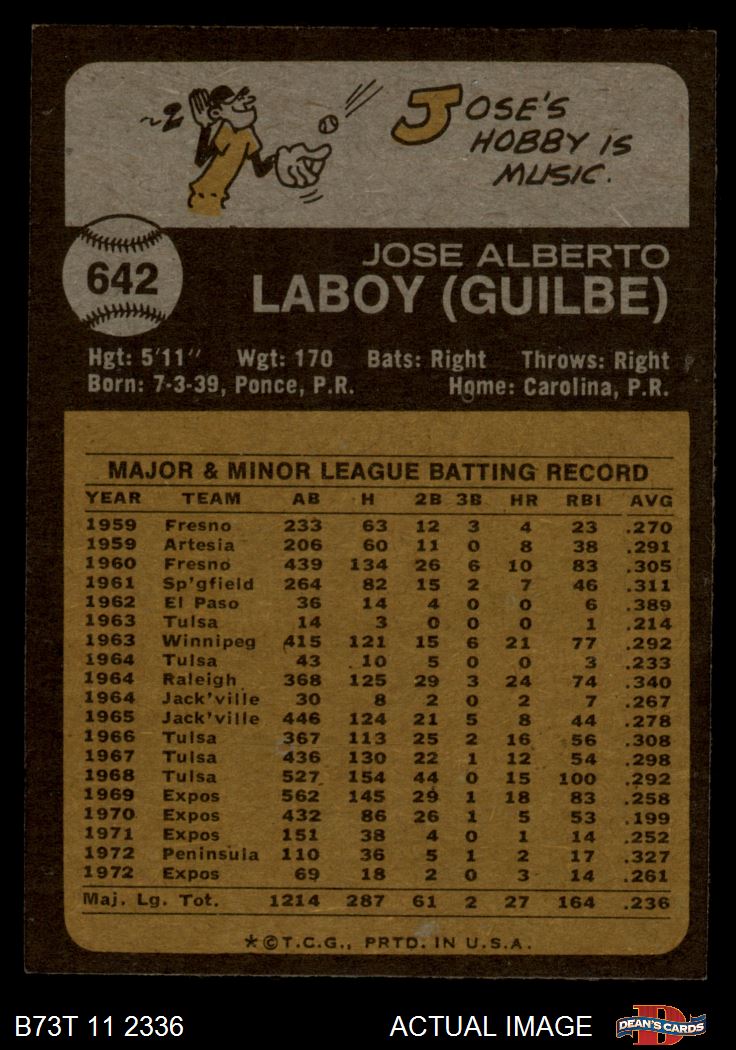 JOSE'S
HOBBY IS
MUSIC.
642
JOSE ALBERTO
LABOY (GUILBE)
Hgt: 5'11" Wgt: 170 Bats: Right Throws: Right
Born: 7-3-39, Ponce, P.R. Home: Carolina, P.R.
MAJOR & MINOR LEAGUE BATTING RECORD
YEAR TEAM AB H 2B 3B HR RBI AVG
1959 Fresno 233 63 12 3 4 23 .270
1959 Artesia 206 60 11 0 8 38 .291
1960 Fresno 439 134 26 6 10 83 .305
1961 Sp'gfield 264 82 15 2 7 46 .311
1962 El Paso 36 14 4 0 0 6 .389
1963 Tulsa 14 3 0 0 0 1 .214
1963 Winnipeg 415 121 15 6 21 77 .292
1964 Tulsa 43 10 5 0 0 3 .233
1964 Raleigh 368 125 29 3 24 74 .340
1964 Jack'ville 30 8 2 0 2 7 .267
1965 Jack'ville 446 124 21 5 8 44 .278
1966 Tulsa 367 113 25 2 16 56 .308
1967 Tulsa 436 130 22 1 12 54 .298
1968 Tulsa 527 154 44 0 15 100 .292
1969 Expos 562 145 29 1 18 83 .258
1970 Expos 432 86 26 1 5 53 .199
1971 Expos 151 38 4 0 1 14 .252
1972 Peninsula 110 36 5 1 2 17 .327
1972 Expos 69 18 2 0 3 14 .261
Maj. Lg. Tot. 1214 287 61 2 27 164 .236
*©T.C.G., PRTD. IN U.S.A.
B73T 11 2336 ACTUAL IMAGE
D
DEAN'S CARDS